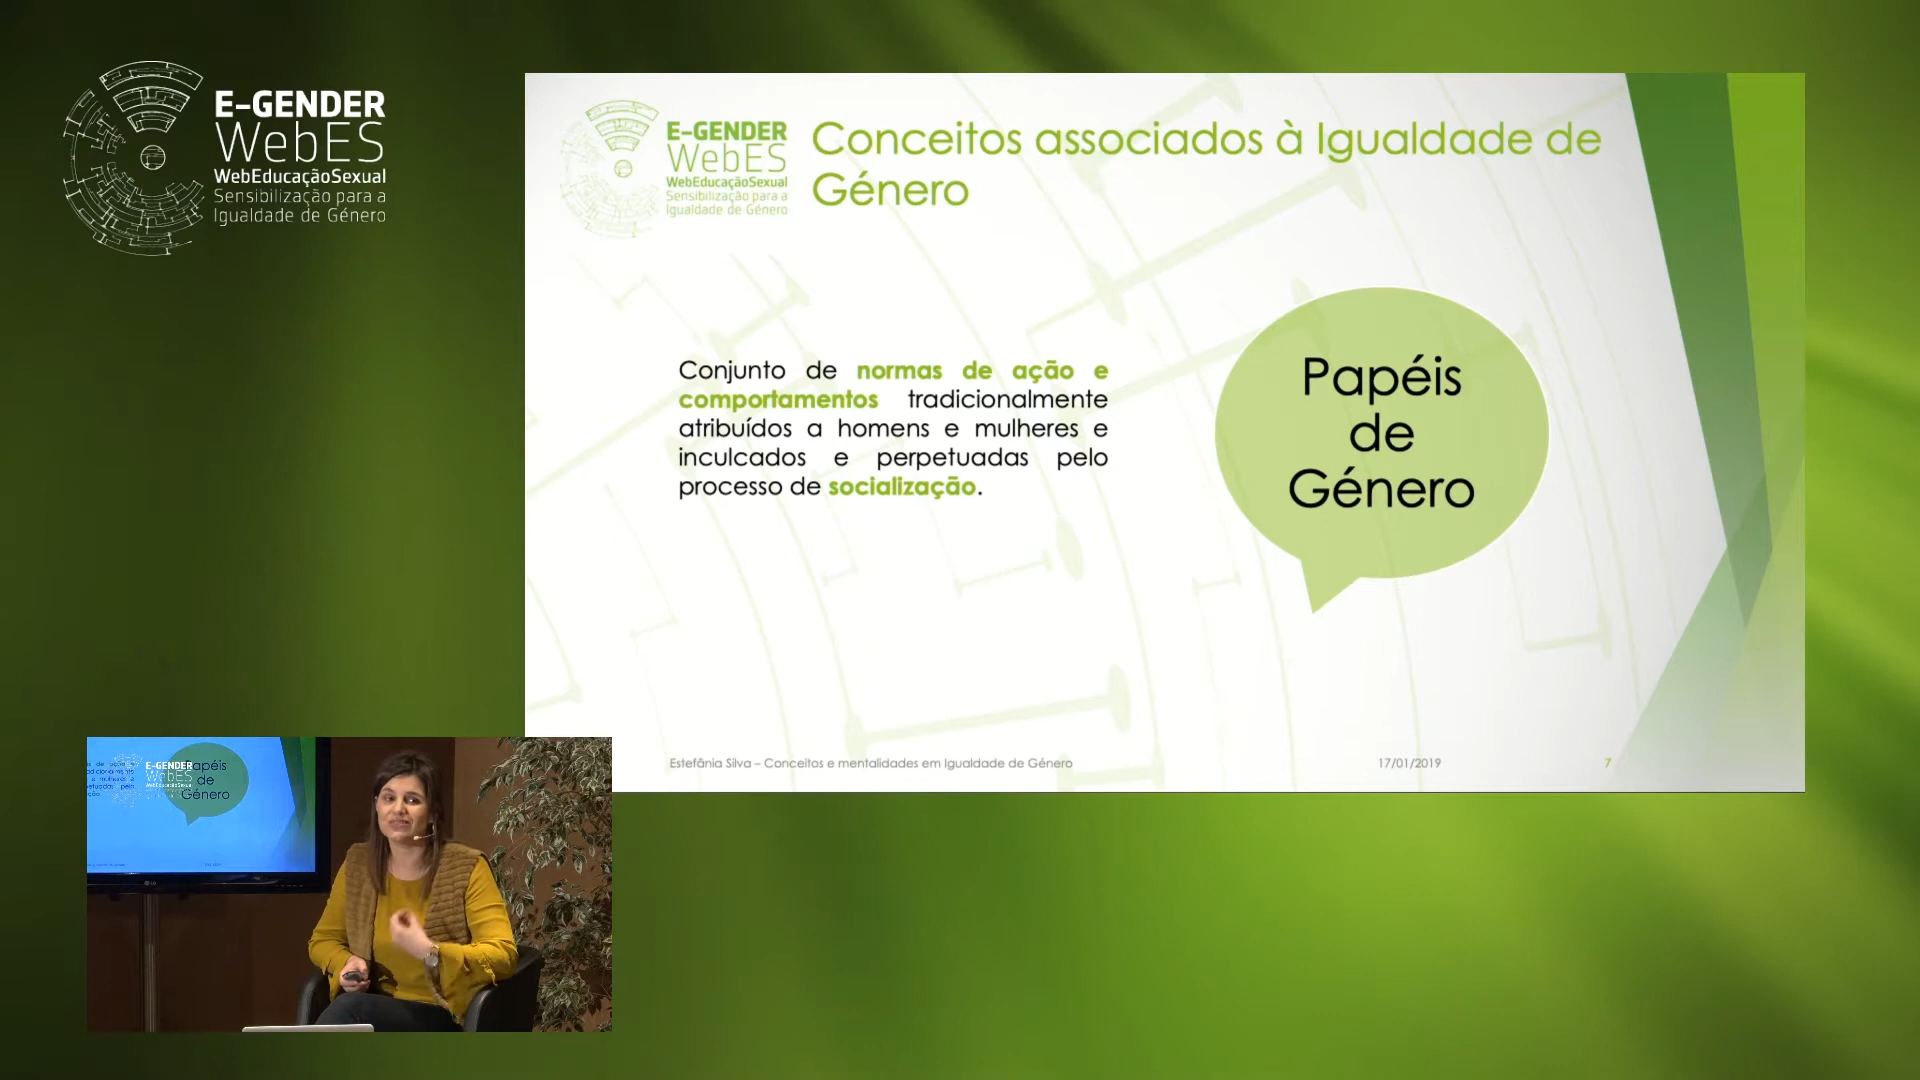 E-GENDER
WebES
WebEducaçãoSexual
Sensibilização para a
Igualdade de Género
E-GENDER
WebES
WebEducaçãoSexual
Sensibilização para a
Igualdade de Género
Conceitos associados à Igualdade de
Género
Conjunto de normas de ação e
comportamentos tradicionalmente
atribuídos a homens e mulheres e
inculcados e perpetuadas pelo
processo de socialização.
Papéis
de
Género
Estefânia Silva – Conceitos e mentalidades em Igualdade de Género
17/01/2019
7
E-GENDER
WebES
WebEducaçãoSexual
Papéis
de
Género